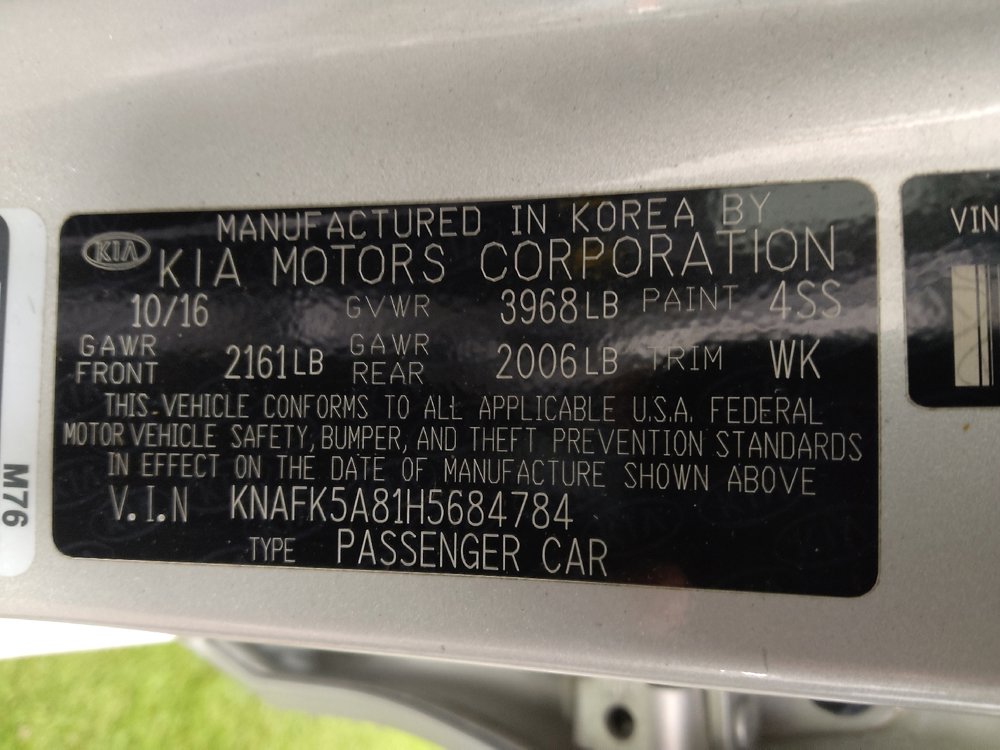 MANUFACTURED IN KOREA BY
KIA KIA MOTORS CORPORATION
10/16 GVWR 3968LB PAINT 4SS
GAWR FRONT 2161LB GAWR REAR 2006LB TRIM WK
THIS VEHICLE CONFORMS TO ALL APPLICABLE U.S.A. FEDERAL
MOTOR VEHICLE SAFETY, BUMPER, AND THEFT PREVENTION STANDARDS
IN EFFECT ON THE DATE OF MANUFACTURE SHOWN ABOVE
V.I.N KNAFK5A81H5684784
TYPE PASSENGER CAR
VIN
M76